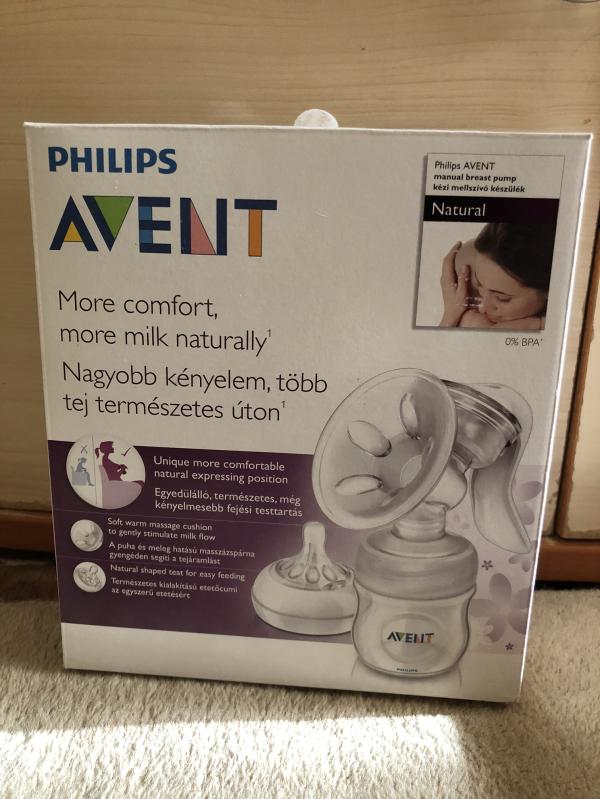 PHILIPS
AVENT
Philips AVENT
manual breast pump
kézi mellszívó készülék
Natural
0% BPA*
More comfort,
more milk naturally¹
Nagyobb kényelem, több
tej természetes úton¹
Unique more comfortable
natural expressing position
Egyedülálló, természetes, még
kényelmesebb fejési testtartás
Soft warm massage cushion
to gently stimulate milk flow
A puha és meleg hatású masszázspárna
gyengéden segíti a tejáramlást
Natural shaped teat for easy feeding
Természetes kialakítású etetőcumi
az egyszerű etetésért
AVENT
PHILIPS